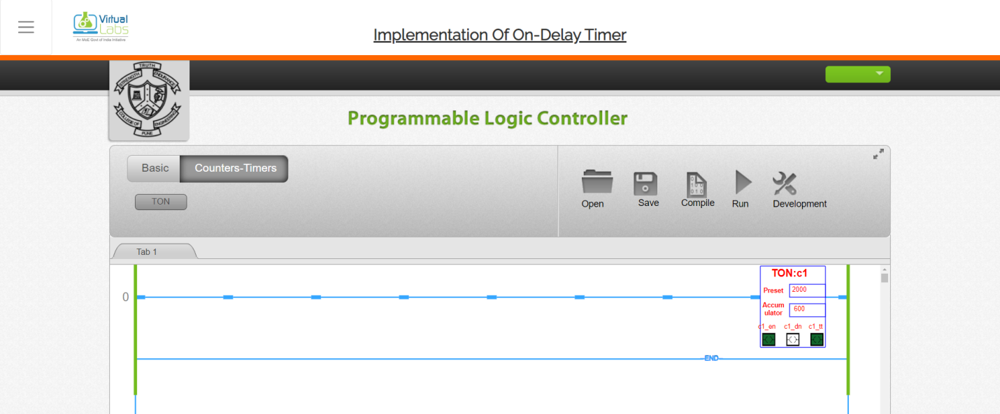 Virtual
Labs
An MoE Govt of India Initiative
Implementation Of On-Delay Timer
TRUTH
STRENGTH
ENDURANCE
COLLEGE OF
ENGINEERING
PUNE
Programmable Logic Controller
Basic
Counters-Timers
TON
Open
Save
Compile
Run
Development
Tab 1
0
TON:c1
Preset 2000
Accum
ulator
600
c1_en c1_dn c1_tt
END